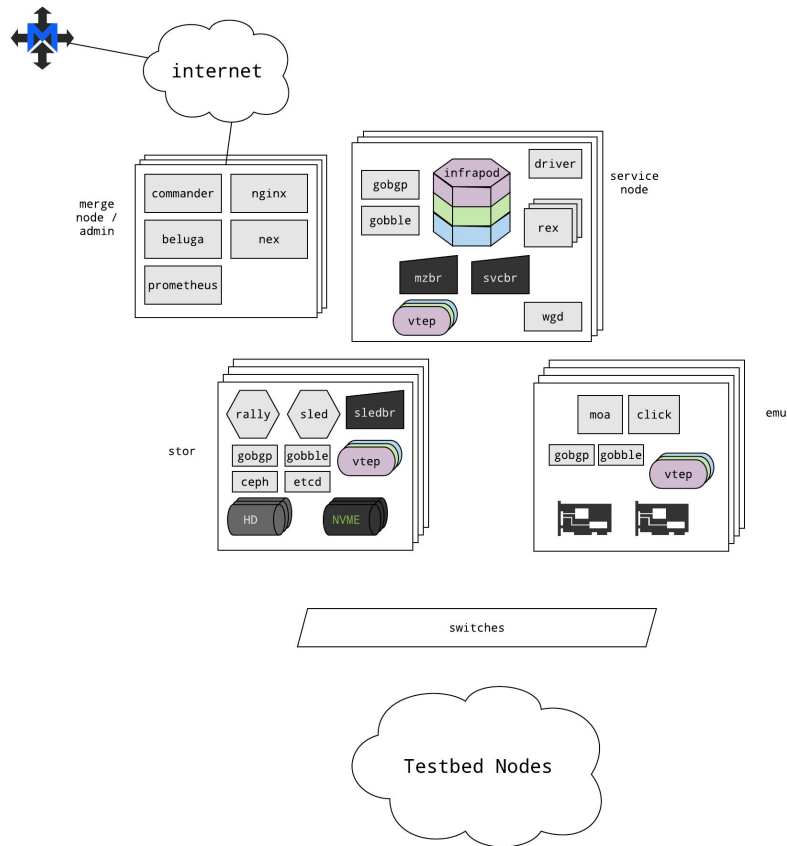 M
internet
merge
node /
admin
commander
nginx
beluga
nex
prometheus
service
node
infrapod
driver
gobgp
gobble
rex
mzbr
svcbr
vtep
wgd
stor
rally
sled
sledbr
gobgp
gobble
vtep
ceph
etcd
HD
NVME
emu
moa
click
gobgp
gobble
vtep
switches
Testbed Nodes